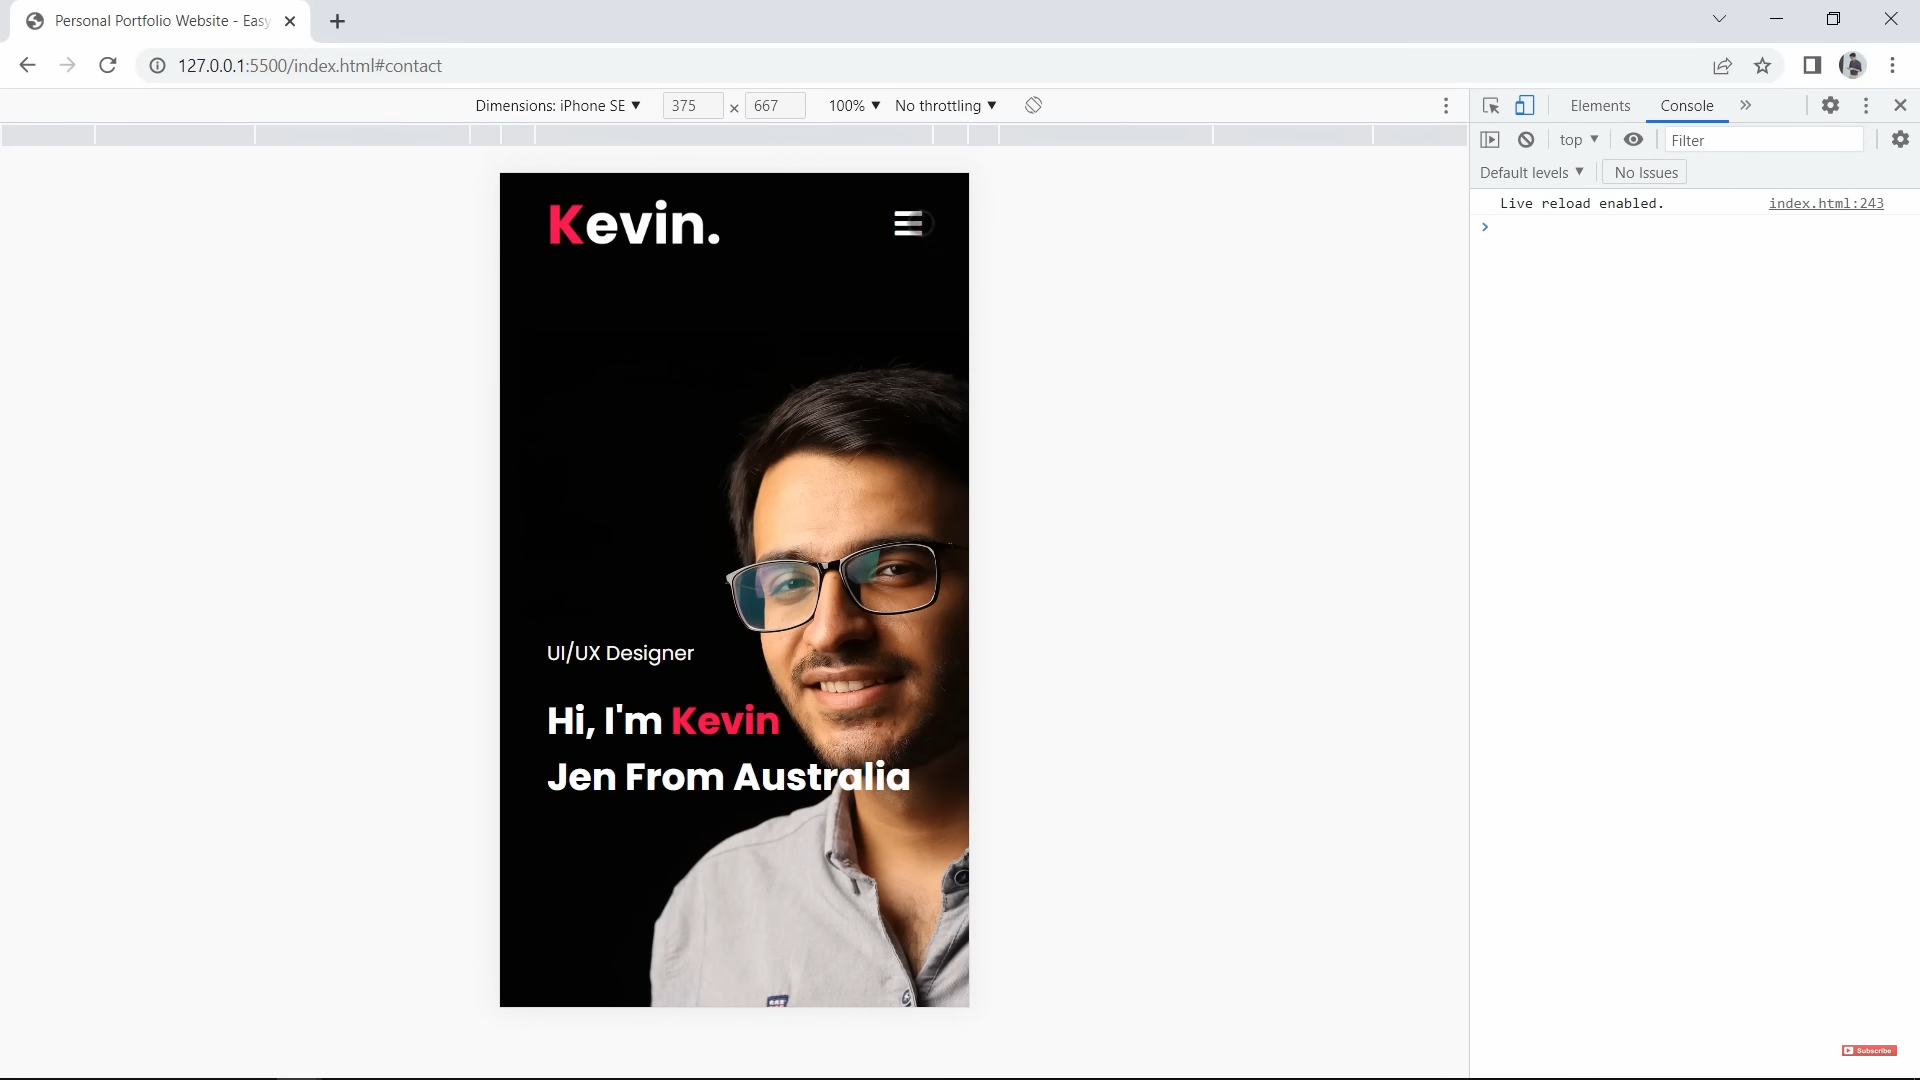 Personal Portfolio Website - Easy
127.0.0.1:5500/index.html#contact
Dimensions: iPhone SE ▼ 375 × 667 100% ▼ No throttling ▼
Elements Console »
top ▼ Filter
Default levels ▼ No Issues
Live reload enabled. index.html:243
Kevin.
UI/UX Designer
Hi, I'm Kevin
Jen From Australia
Subscribe